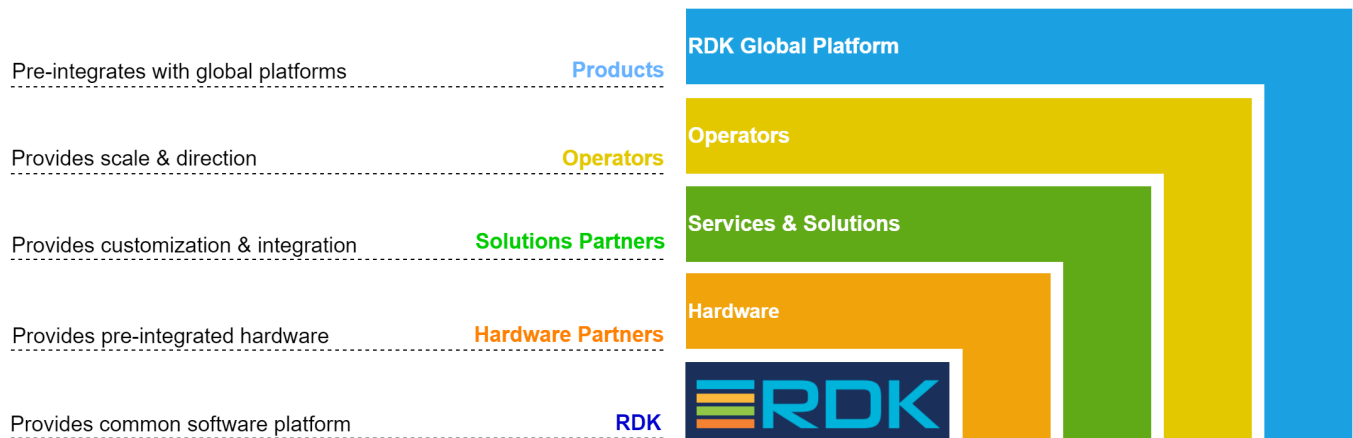 Pre-integrates with global platforms Products
RDK Global Platform
Provides scale & direction Operators
Operators
Provides customization & integration Solutions Partners
Services & Solutions
Provides pre-integrated hardware Hardware Partners
Hardware
Provides common software platform RDK
RDK